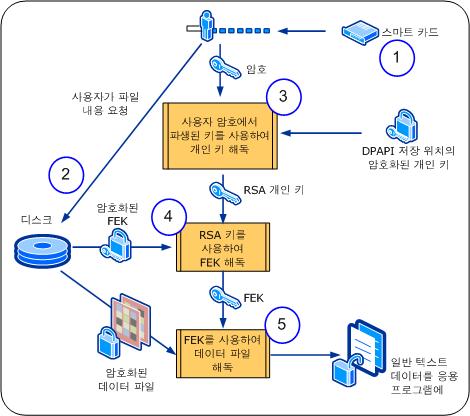 스마트 카드
1
암호
사용자가 파일
내용 요청
3
사용자 암호에서
파생된 키를 사용하여
개인 키 해독
DPAPI 저장 위치의
암호화된 개인 키
2
RSA 개인 키
디스크
암호화된
FEK
4
RSA 키를
사용하여
FEK 해독
FEK
5
FEK를 사용하여
데이터 파일
해독
암호화된
데이터 파일
일반 텍스트
데이터를 응용
프로그램에